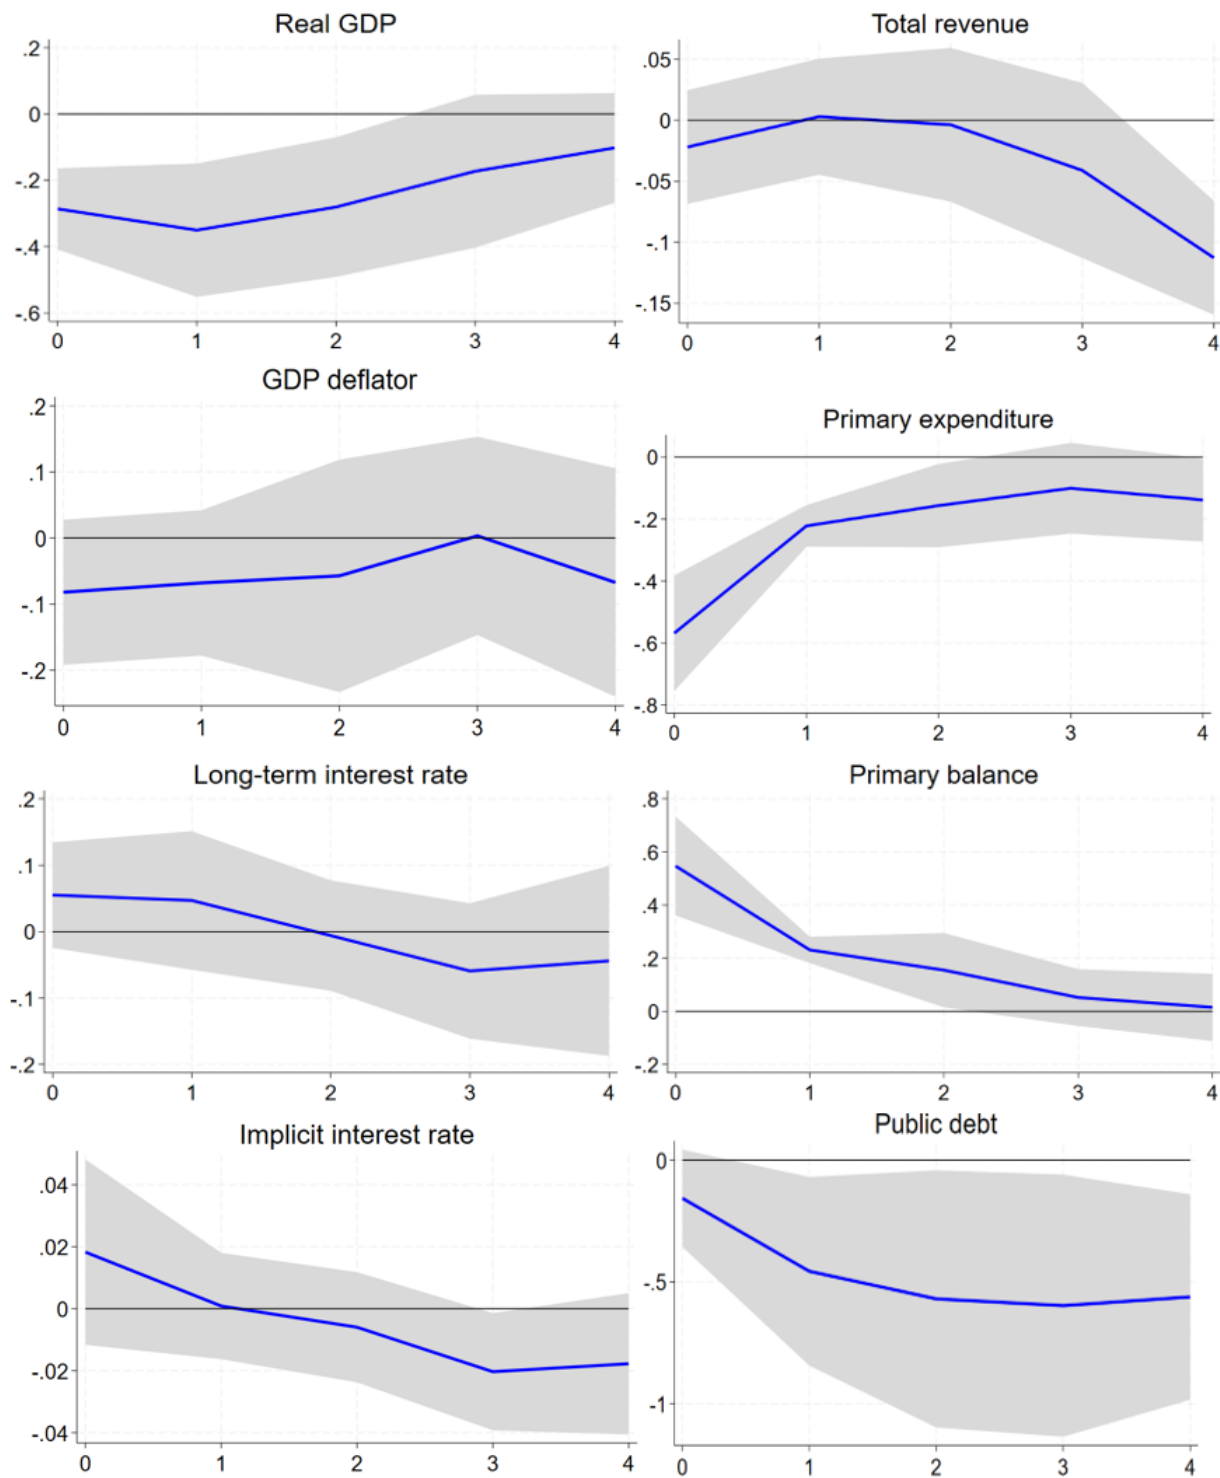 Real GDP
.2
0
-.2
-.4
-.6
0 1 2 3 4
Total revenue
.05
0
-.05
-.1
-.15
0 1 2 3 4
GDP deflator
.2
.1
0
-.1
-.2
0 1 2 3 4
Primary expenditure
0
-.2
-.4
-.6
-.8
0 1 2 3 4
Long-term interest rate
.2
.1
0
-.1
-.2
0 1 2 3 4
Primary balance
.8
.6
.4
.2
0
-.2
0 1 2 3 4
Implicit interest rate
.04
.02
0
-.02
-.04
0 1 2 3 4
Public debt
0
-.5
-1
0 1 2 3 4